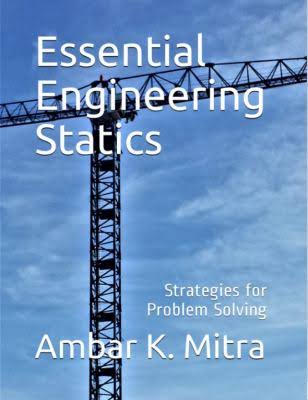 Essential
Engineering
Statics
Strategies for
Problem Solving
Ambar K. Mitra